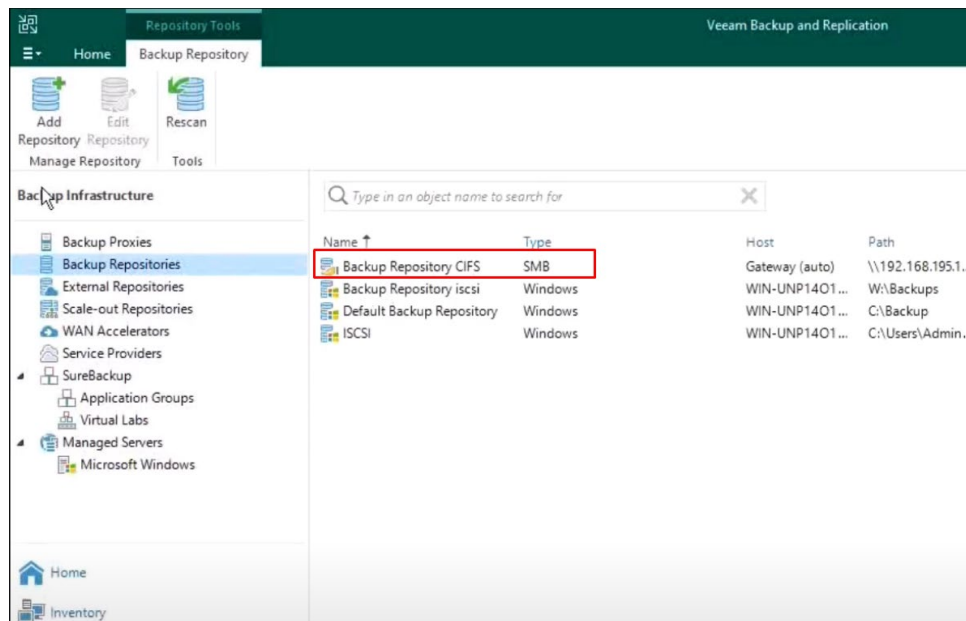 Repository Tools
Veeam Backup and Replication
Home
Backup Repository
Add Repository
Edit Repository
Rescan
Manage Repository
Tools
Backup Infrastructure
Type in an object name to search for
Backup Proxies
Backup Repositories
External Repositories
Scale-out Repositories
WAN Accelerators
Service Providers
SureBackup
Application Groups
Virtual Labs
Managed Servers
Microsoft Windows
Name Type Host Path
Backup Repository CIFS SMB Gateway (auto) \\192.168.195.1...
Backup Repository iscsi Windows WIN-UNP14O1... W:\Backups
Default Backup Repository Windows WIN-UNP14O1... C:\Backup
ISCSI Windows WIN-UNP14O1... C:\Users\Admin...
Home
Inventory